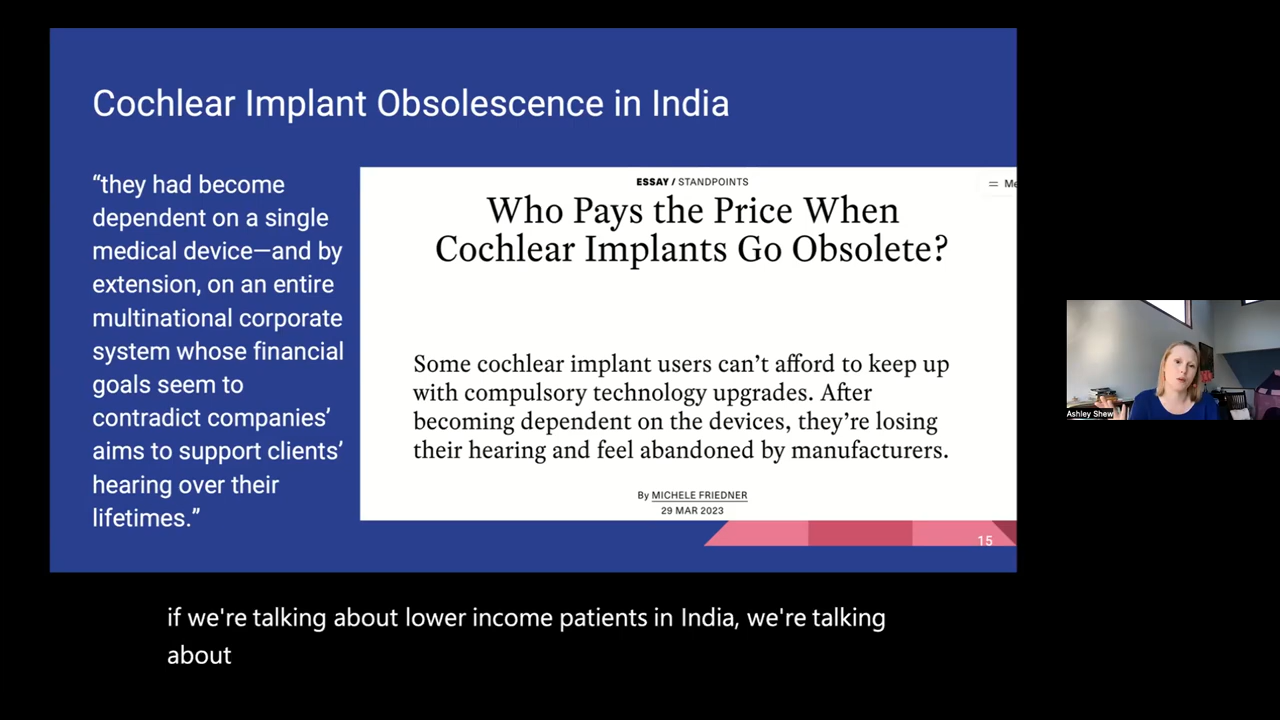 Cochlear Implant Obsolescence in India
“they had become
dependent on a single
medical device—and by
extension, on an entire
multinational corporate
system whose financial
goals seem to
contradict companies’
aims to support clients’
hearing over their
lifetimes.”
ESSAY / STANDPOINTS
Who Pays the Price When
Cochlear Implants Go Obsolete?
Some cochlear implant users can’t afford to keep up
with compulsory technology upgrades. After
becoming dependent on the devices, they’re losing
their hearing and feel abandoned by manufacturers.
By MICHELE FRIEDNER
29 MAR 2023
15
Ashley Shew
if we're talking about lower income patients in India, we're talking
about